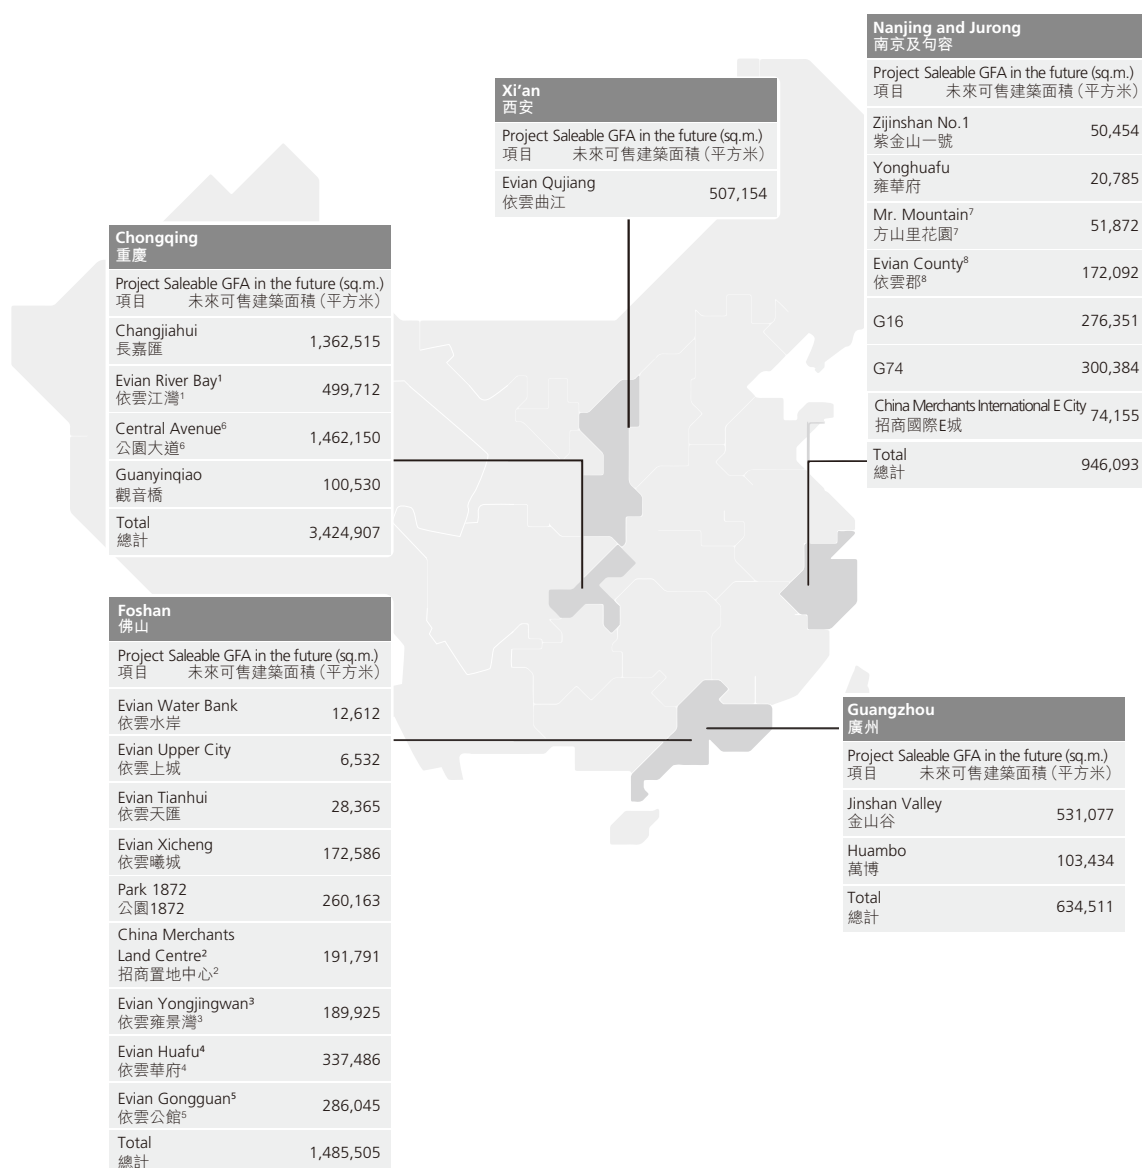 Nanjing and Jurong
南京及句容
Project Saleable GFA in the future (sq.m.)
項目 未來可售建築面積(平方米)
Zijinshan No.1
紫金山一號
50,454
Yonghuafu
雍華府
20,785
Mr. Mountain⁷
方山里花園⁷
51,872
Evian County⁸
依雲郡⁸
172,092
G16 276,351
G74 300,384
China Merchants International E City
招商國際E城
74,155
Total
總計
946,093
Xi'an
西安
Project Saleable GFA in the future (sq.m.)
項目 未來可售建築面積(平方米)
Evian Qujiang
依雲曲江
507,154
Chongqing
重慶
Project Saleable GFA in the future (sq.m.)
項目 未來可售建築面積(平方米)
Changjiahui
長嘉匯
1,362,515
Evian River Bay¹
依雲江灣¹
499,712
Central Avenue⁶
公園大道⁶
1,462,150
Guanyinqiao
觀音橋
100,530
Total
總計
3,424,907
Foshan
佛山
Project Saleable GFA in the future (sq.m.)
項目 未來可售建築面積(平方米)
Evian Water Bank
依雲水岸
12,612
Evian Upper City
依雲上城
6,532
Evian Tianhui
依雲天匯
28,365
Evian Xicheng
依雲曦城
172,586
Park 1872
公園1872
260,163
China Merchants
Land Centre²
招商置地中心²
191,791
Evian Yongjingwan³
依雲雍景灣³
189,925
Evian Huafu⁴
依雲華府⁴
337,486
Evian Gongguan⁵
依雲公館⁵
286,045
Total
總計
1,485,505
Guangzhou
廣州
Project Saleable GFA in the future (sq.m.)
項目 未來可售建築面積(平方米)
Jinshan Valley
金山谷
531,077
Huambo
萬博
103,434
Total
總計
634,511